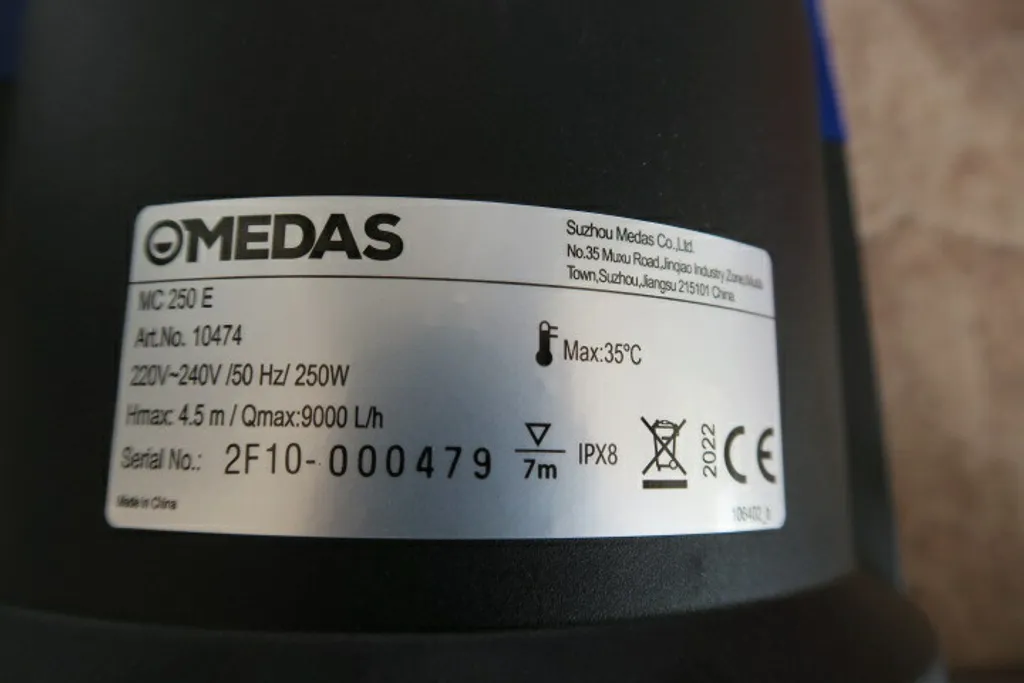 MEDAS
Suzhou Medas Co.,Ltd.
No.35 Muxu Road,Jinqiao Industry Zone,Mudu
Town,Suzhou,Jiangsu 215101 China
MC 250 E
Art.No. 10474
220V~240V /50 Hz/ 250W
Hmax: 4.5 m / Qmax:9000 L/h
Serial No.: 2F10-000479
Max:35°C
7m
IPX8
2022
CE
Made in China
106402_b